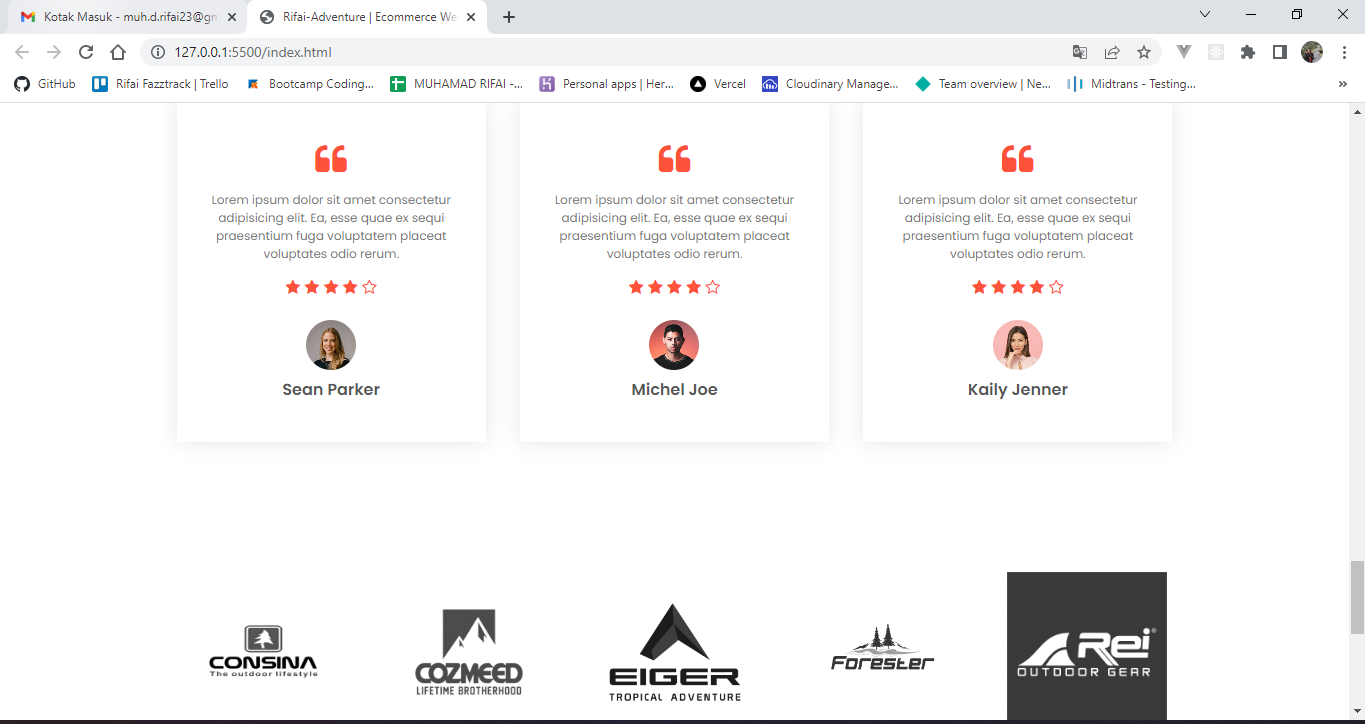 Kotak Masuk - muh.d.rifai23@gm
Rifai-Adventure | Ecommerce We
127.0.0.1:5500/index.html
GitHub
Rifai Fazztrack | Trello
Bootcamp Coding...
MUHAMAD RIFAI -...
Personal apps | Her...
Vercel
Cloudinary Manage...
Team overview | Ne...
Midtrans - Testing...
Lorem ipsum dolor sit amet consectetur
adipisicing elit. Ea, esse quae ex sequi
praesentium fuga voluptatem placeat
voluptates odio rerum.
Sean Parker
Lorem ipsum dolor sit amet consectetur
adipisicing elit. Ea, esse quae ex sequi
praesentium fuga voluptatem placeat
voluptates odio rerum.
Michel Joe
Lorem ipsum dolor sit amet consectetur
adipisicing elit. Ea, esse quae ex sequi
praesentium fuga voluptatem placeat
voluptates odio rerum.
Kaily Jenner
CONSINA
The outdoor lifestyle
COZMEED
LIFETIME BROTHERHOOD
EIGER
TROPICAL ADVENTURE
Forester
Rei®
OUTDOOR GEAR